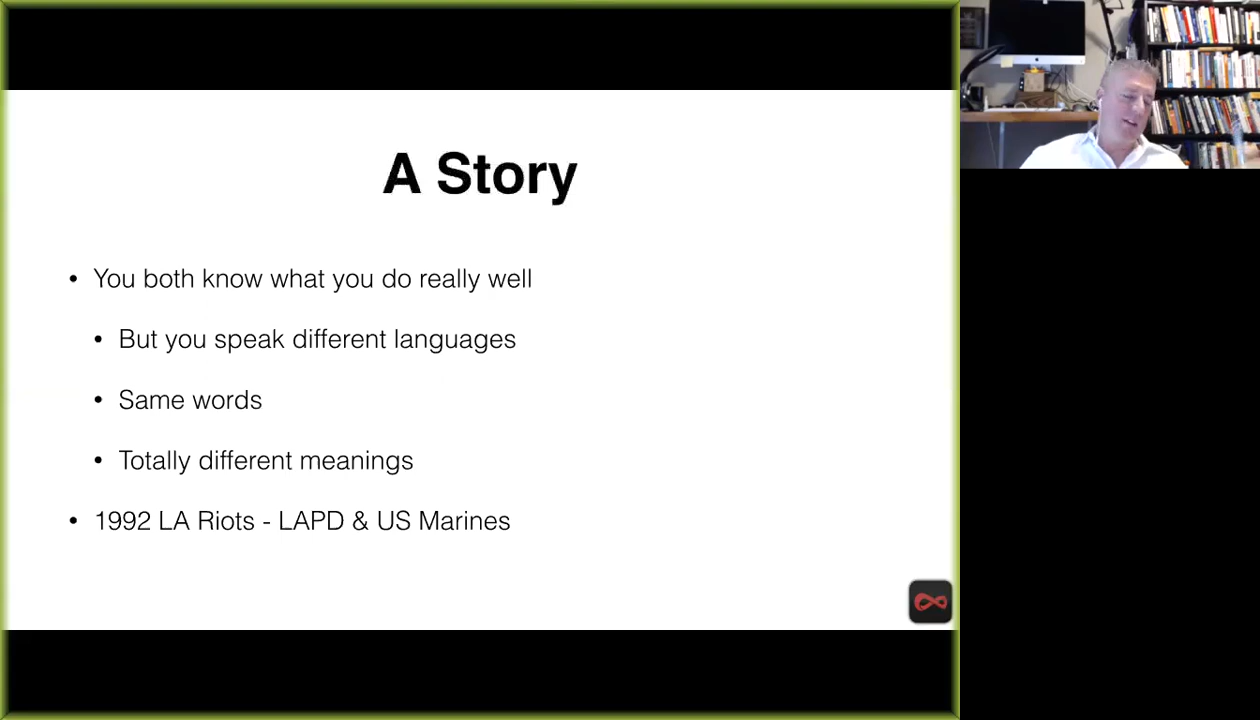 A Story
• You both know what you do really well
• But you speak different languages
• Same words
• Totally different meanings
• 1992 LA Riots - LAPD & US Marines